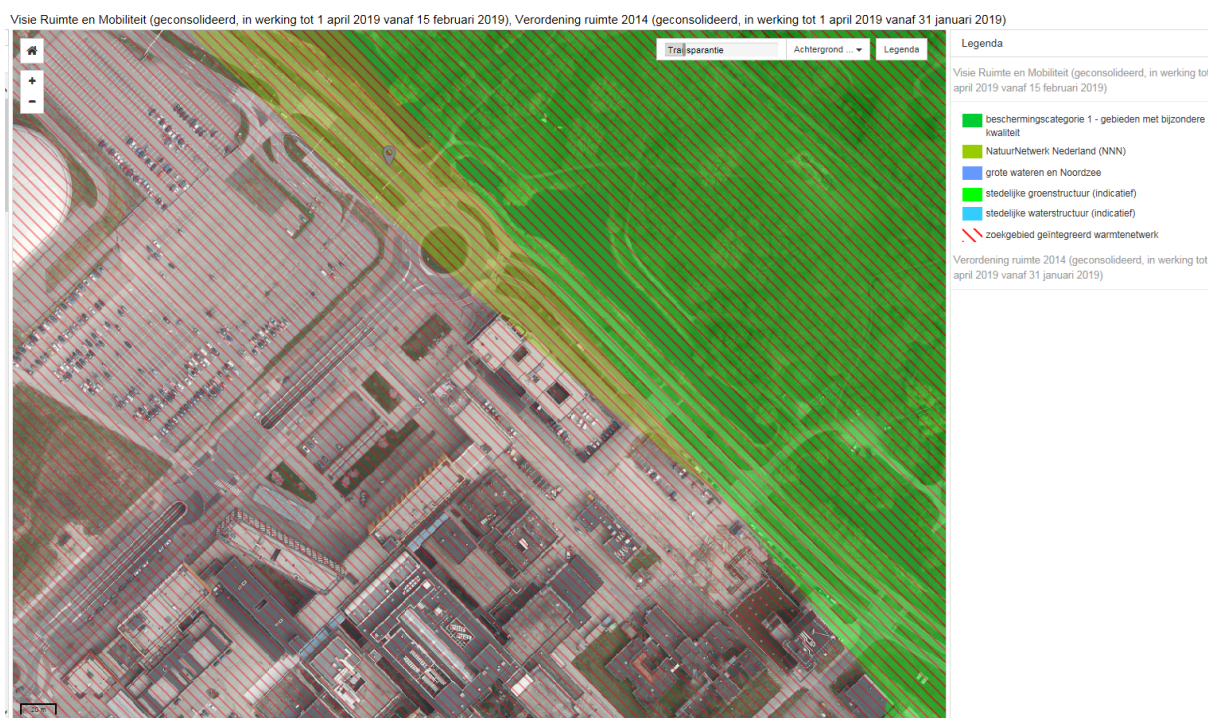 Visie Ruimte en Mobiliteit (geconsolideerd, in werking tot 1 april 2019 vanaf 15 februari 2019), Verordening ruimte 2014 (geconsolideerd, in werking tot 1 april 2019 vanaf 31 januari 2019)
Transparantie
Achtergrond ...
Legenda
Legenda
Visie Ruimte en Mobiliteit (geconsolideerd, in werking tot
april 2019 vanaf 15 februari 2019)
beschermingscategorie 1 - gebieden met bijzondere
kwaliteit
NatuurNetwerk Nederland (NNN)
grote wateren en Noordzee
stedelijke groenstructuur (indicatief)
stedelijke waterstructuur (indicatief)
zoekgebied geïntegreerd warmtenetwerk
Verordening ruimte 2014 (geconsolideerd, in werking tot
april 2019 vanaf 31 januari 2019)
+
-
20 m